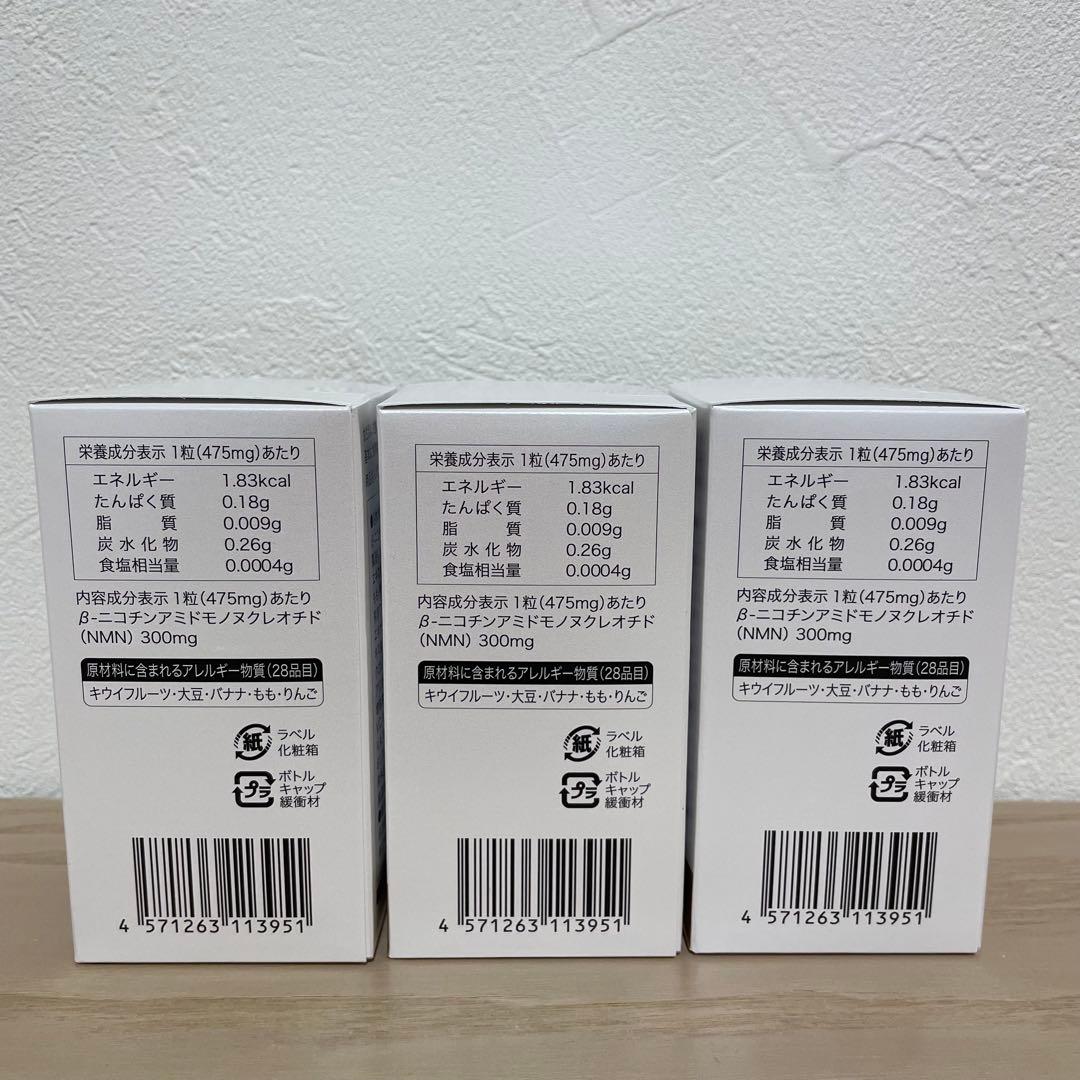 栄養成分表示 1粒(475mg)あたり
エネルギー 1.83kcal
たんぱく質 0.18g
脂質 0.009g
炭水化物 0.26g
食塩相当量 0.0004g
内容成分表示 1粒(475mg)あたり
β-ニコチンアミドモノヌクレオチド
(NMN) 300mg
原材料に含まれるアレルギー物質(28品目)
キウイフルーツ・大豆・バナナ・もも・りんご
紙 ラベル
化粧箱
プラ ボトル
キャップ
緩衝材
4 571263 113951
栄養成分表示 1粒(475mg)あたり
エネルギー 1.83kcal
たんぱく質 0.18g
脂質 0.009g
炭水化物 0.26g
食塩相当量 0.0004g
内容成分表示 1粒(475mg)あたり
β-ニコチンアミドモノヌクレオチド
(NMN) 300mg
原材料に含まれるアレルギー物質(28品目)
キウイフルーツ・大豆・バナナ・もも・りんご
紙 ラベル
化粧箱
プラ ボトル
キャップ
緩衝材
4 571263 113951
栄養成分表示 1粒(475mg)あたり
エネルギー 1.83kcal
たんぱく質 0.18g
脂質 0.009g
炭水化物 0.26g
食塩相当量 0.0004g
内容成分表示 1粒(475mg)あたり
β-ニコチンアミドモノヌクレオチド
(NMN) 300mg
原材料に含まれるアレルギー物質(28品目)
キウイフルーツ・大豆・バナナ・もも・りんご
紙 ラベル
化粧箱
プラ ボトル
キャップ
緩衝材
4 571263 113951